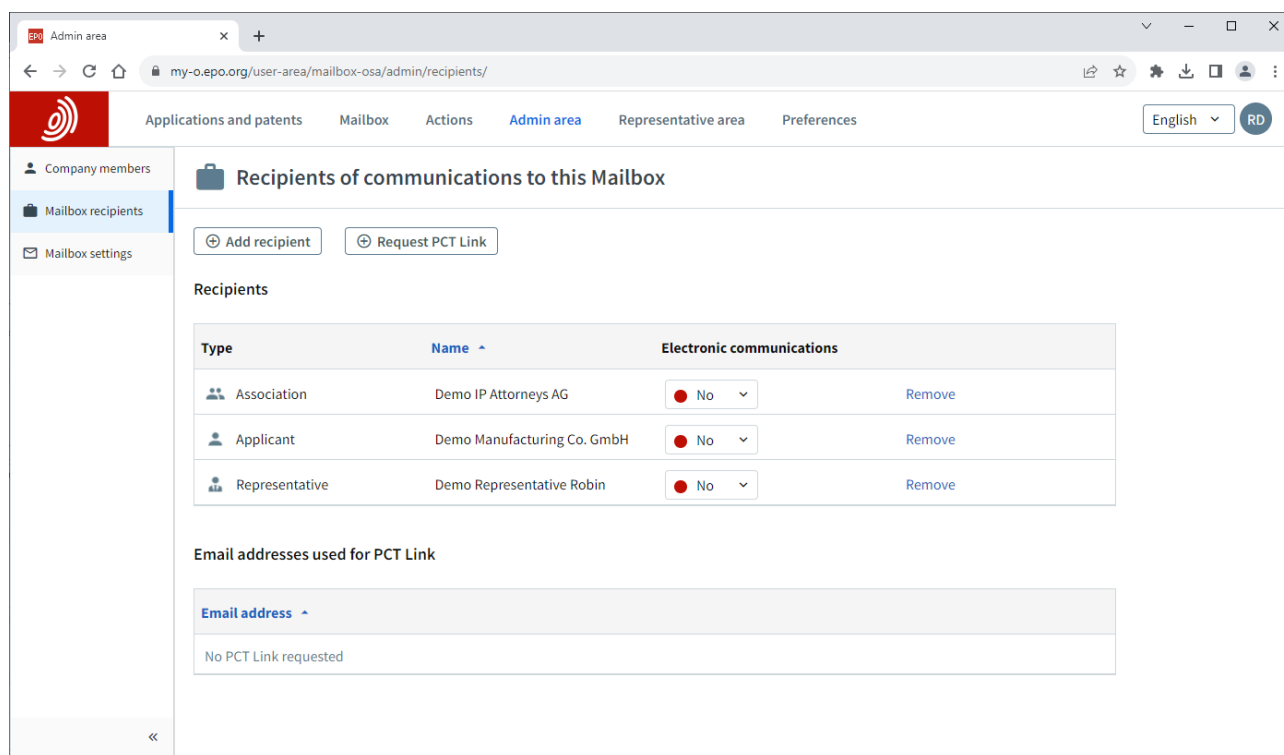 EPO Admin area
my-o.epo.org/user-area/mailbox-osa/admin/recipients/
Applications and patents Mailbox Actions Admin area Representative area Preferences English RD
Company members
Mailbox recipients
Mailbox settings
Recipients of communications to this Mailbox
Add recipient Request PCT Link
Recipients
Type Name Electronic communications
Association Demo IP Attorneys AG No Remove
Applicant Demo Manufacturing Co. GmbH No Remove
Representative Demo Representative Robin No Remove
Email addresses used for PCT Link
Email address
No PCT Link requested